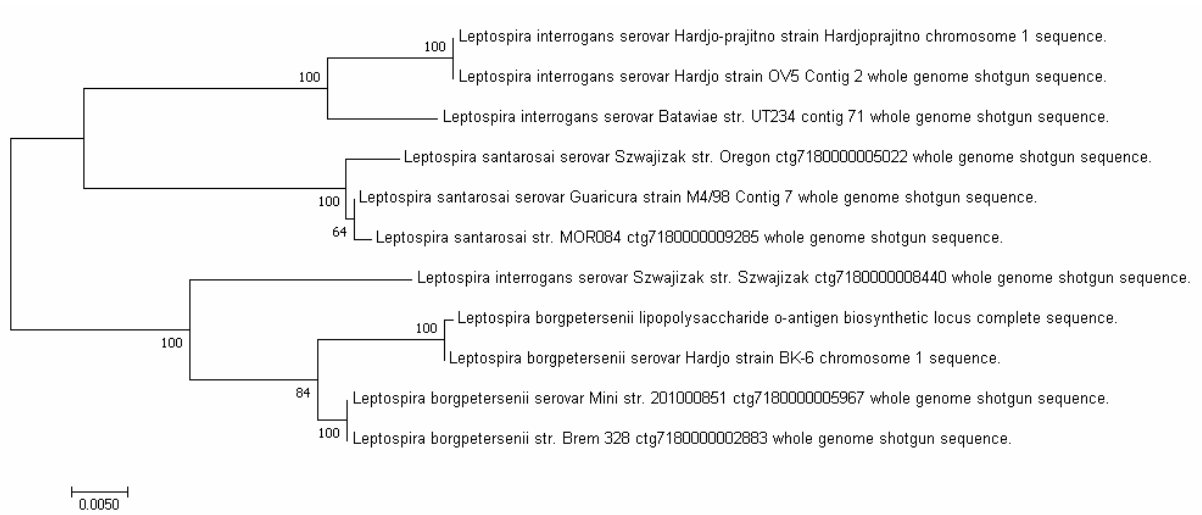 100
Leptospira interrogans serovar Hardjo-prajitno strain Hardjoprajitno chromosome 1 sequence.
100
Leptospira interrogans serovar Hardjo strain OV5 Contig 2 whole genome shotgun sequence.
Leptospira interrogans serovar Bataviae str. UT234 contig 71 whole genome shotgun sequence.
Leptospira santarosai serovar Szwajizak str. Oregon ctg7180000005022 whole genome shotgun sequence.
100
Leptospira santarosai serovar Guaricura strain M4/98 Contig 7 whole genome shotgun sequence.
64
Leptospira santarosai str. MOR084 ctg7180000009285 whole genome shotgun sequence.
Leptospira interrogans serovar Szwajizak str. Szwajizak ctg7180000008440 whole genome shotgun sequence.
100
100
Leptospira borgpetersenii lipopolysaccharide o-antigen biosynthetic locus complete sequence.
Leptospira borgpetersenii serovar Hardjo strain BK-6 chromosome 1 sequence.
84
Leptospira borgpetersenii serovar Mini str. 201000851 ctg7180000005967 whole genome shotgun sequence.
100
Leptospira borgpetersenii str. Brem 328 ctg7180000002883 whole genome shotgun sequence.
0.0050